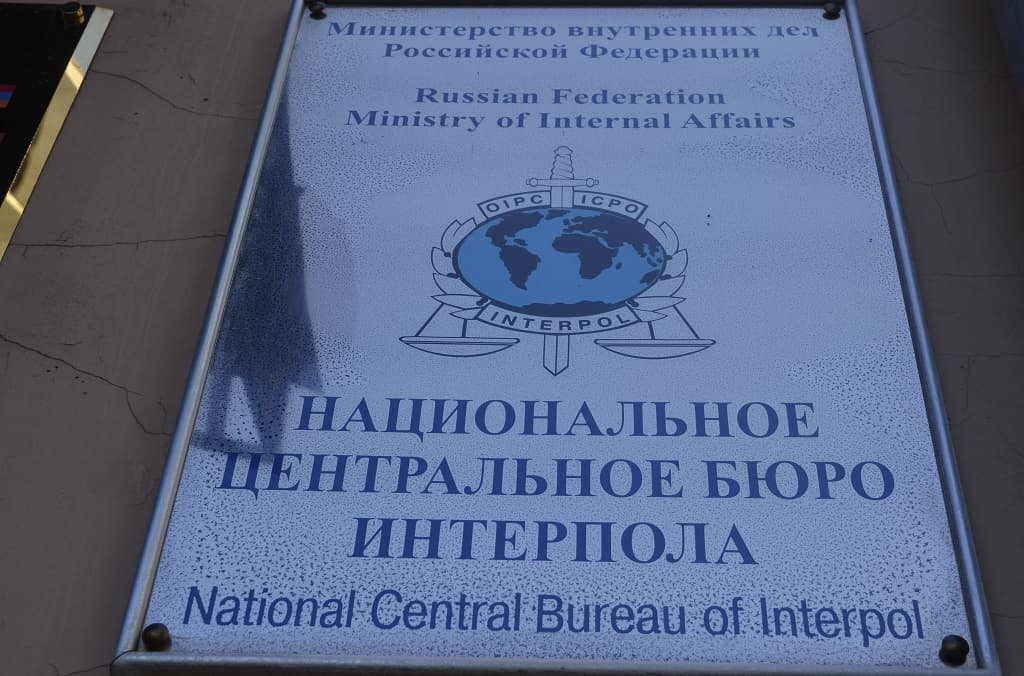 Министерство внутренних дел
Российской Федерации
Russian Federation
Ministry of Internal Affairs
OIPC ICPO
INTERPOL
НАЦИОНАЛЬНОЕ
ЦЕНТРАЛЬНОЕ БЮРО
ИНТЕРПОЛА
National Central Bureau of Interpol